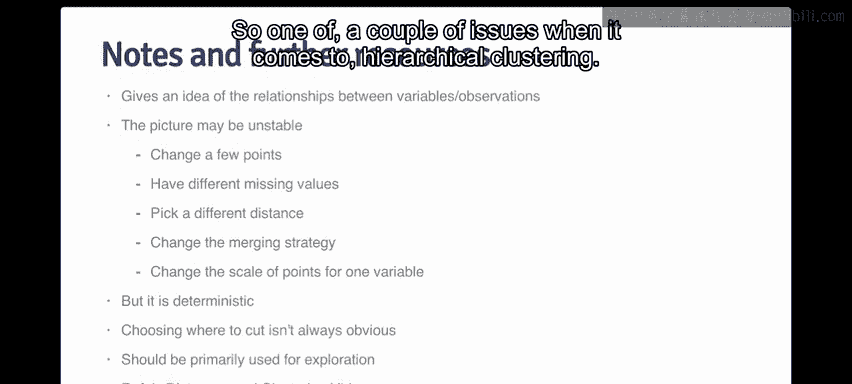 So one of, a couple of issues when it
comes to, hierarchical clustering.
Notes and further
· Gives an idea of the relationships between variables/observations
· The picture may be unstable
- Change a few points
- Have different missing values
- Pick a different distance
- Change the merging strategy
- Change the scale of points for one variable
· But it is deterministic
· Choosing where to cut isn't always obvious
· Should be primarily used for exploration